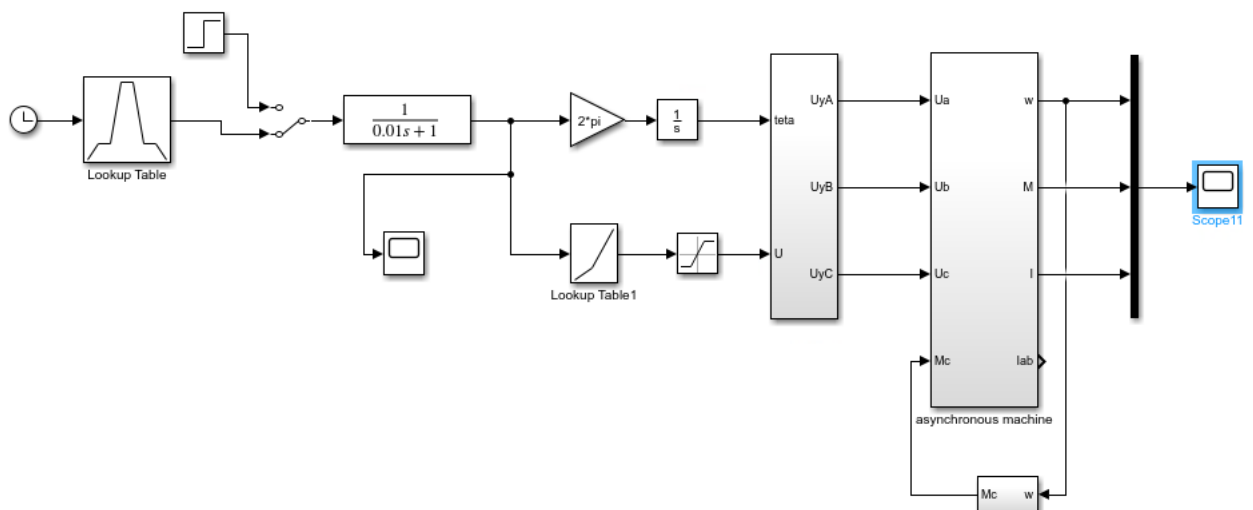 Lookup Table
1
0.01s + 1
2*pi
1
s
Lookup Table1
teta
U
UyA
UyB
UyC
Ua
Ub
Uc
Mc
w
M
I
Iab
asynchronous machine
Mc
w
Scope11